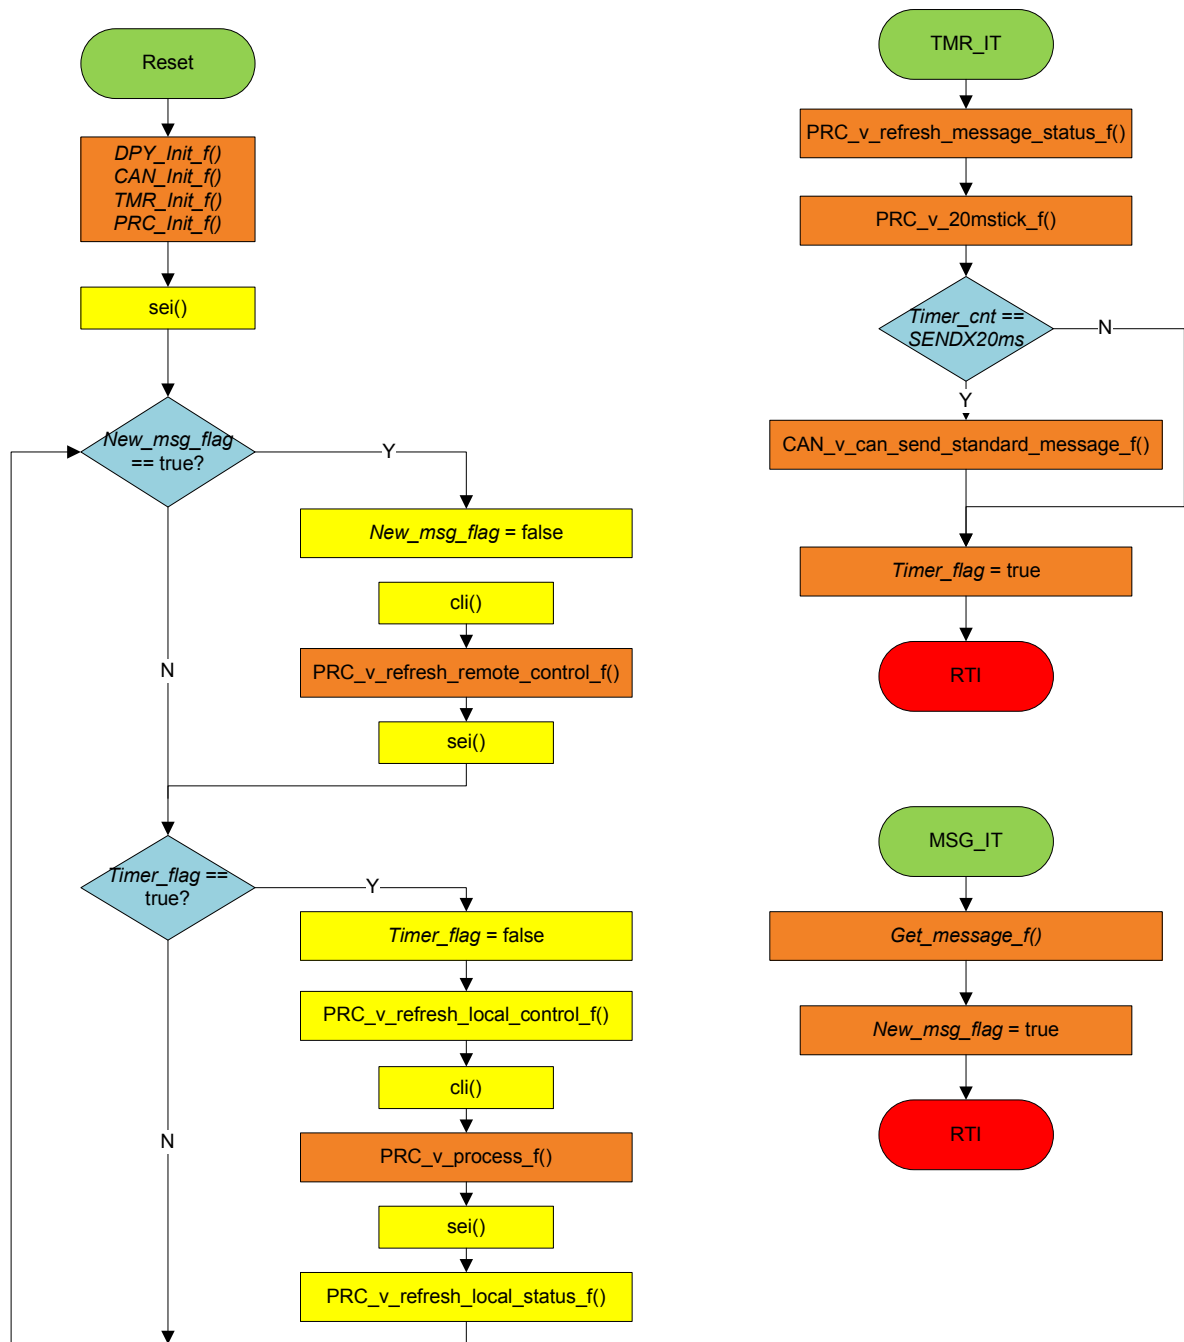 Reset
DPY_Init_f()
CAN_Init_f()
TMR_Init_f()
PRC_Init_f()
sei()
New_msg_flag
== true?
Y
New_msg_flag = false
cli()
PRC_v_refresh_remote_control_f()
sei()
N
Timer_flag ==
true?
Y
Timer_flag = false
PRC_v_refresh_local_control_f()
cli()
PRC_v_process_f()
sei()
PRC_v_refresh_local_status_f()
N
TMR_IT
PRC_v_refresh_message_status_f()
PRC_v_20mstick_f()
Timer_cnt ==
SENDX20ms
N
Y
CAN_v_can_send_standard_message_f()
Timer_flag = true
RTI
MSG_IT
Get_message_f()
New_msg_flag = true
RTI